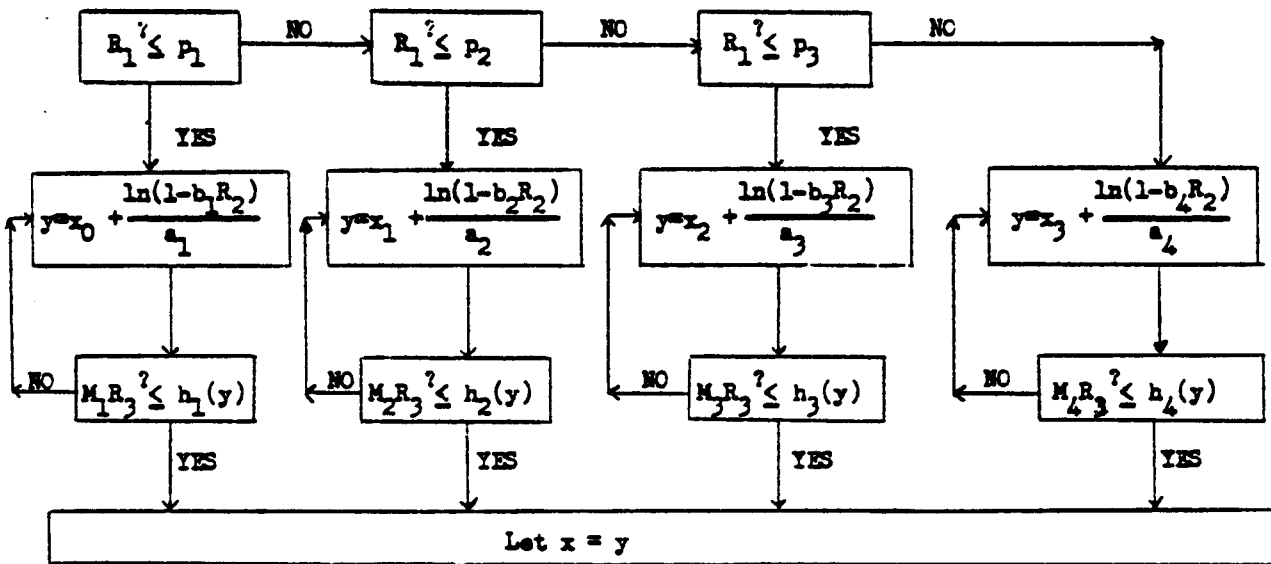 R₁ ?≤ p₁ NO R₁ ?≤ p₂ NO R₁ ?≤ p₃ NO
YES YES YES
y=x₀ + ln(1-b₁R₂)/a₁ y=x₁ + ln(1-b₂R₂)/a₂ y=x₂ + ln(1-b₃R₂)/a₃ y=x₃ + ln(1-b₄R₂)/a₄
NO M₁R₃ ?≤ h₁(y) NO M₂R₃ ?≤ h₂(y) NO M₃R₃ ?≤ h₃(y) NO M₄R₃ ?≤ h₄(y)
YES YES YES YES
Let x = y